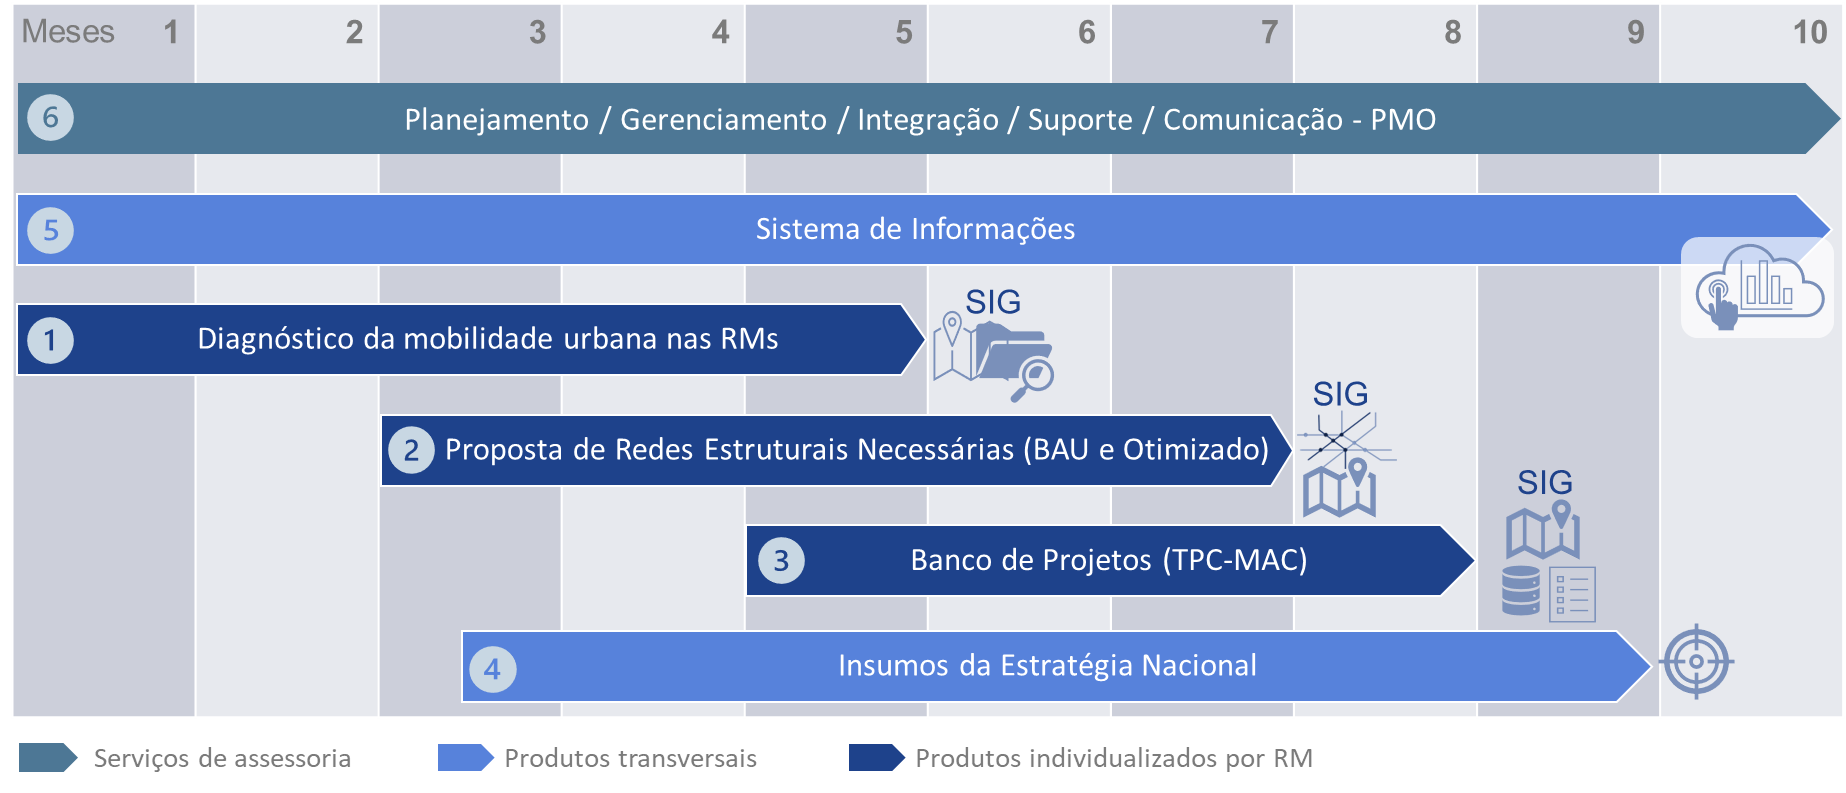 Meses 1 2 3 4 5 6 7 8 9 10
6 Planejamento / Gerenciamento / Integração / Suporte / Comunicação - PMO
5 Sistema de Informações
SIG
1 Diagnóstico da mobilidade urbana nas RMs
SIG
2 Proposta de Redes Estruturais Necessárias (BAU e Otimizado)
SIG
3 Banco de Projetos (TPC-MAC)
4 Insumos da Estratégia Nacional
Serviços de assessoria Produtos transversais Produtos individualizados por RM